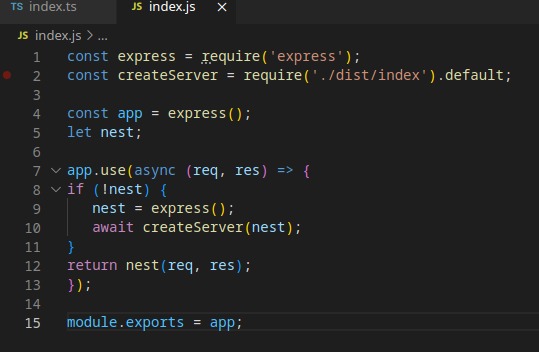 TS index.ts JS index.js ×
JS index.js > ...
1 const express = require('express');
2 const createServer = require('./dist/index').default;
3
4 const app = express();
5 let nest;
6
7 app.use(async (req, res) => {
8 if (!nest) {
9 nest = express();
10 await createServer(nest);
11 }
12 return nest(req, res);
13 });
14
15 module.exports = app;